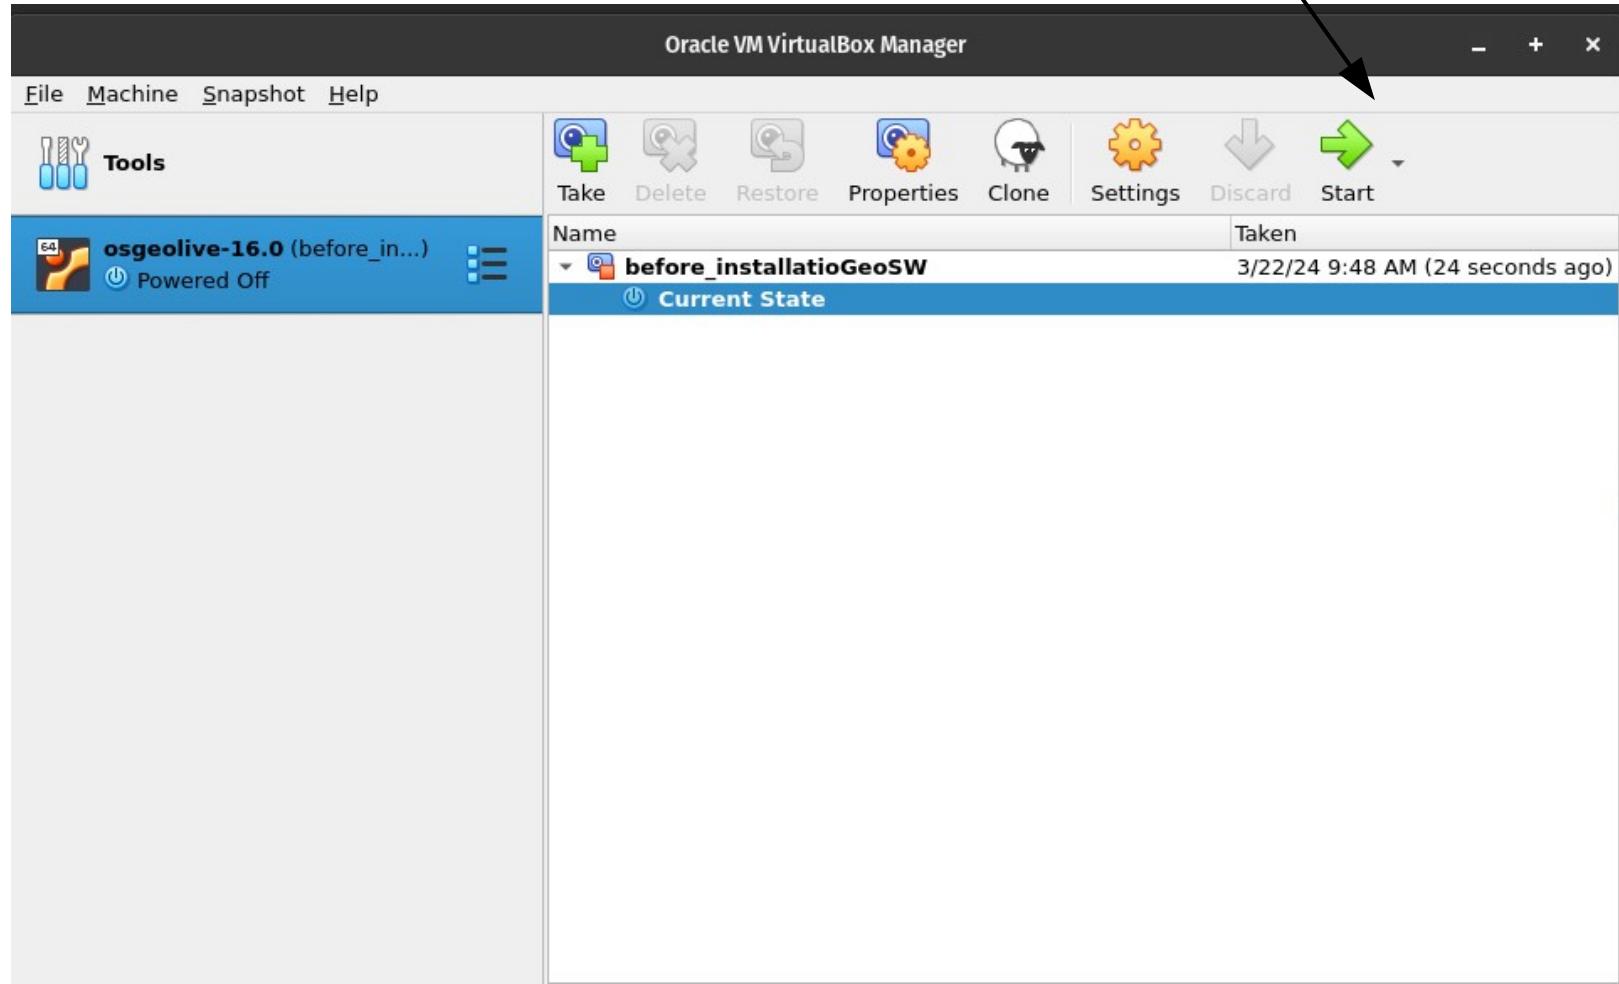 Oracle VM VirtualBox Manager
File Machine Snapshot Help
Tools
Take Delete Restore Properties Clone Settings Discard Start
64
osgeolive-16.0 (before_in...)
Powered Off
Name Taken
before_installatioGeoSW 3/22/24 9:48 AM (24 seconds ago)
Current State